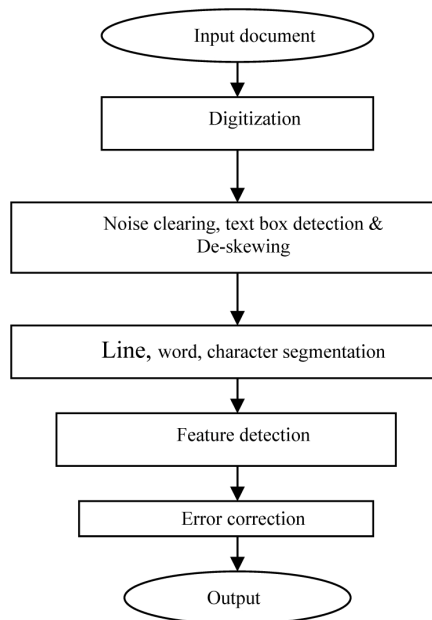 Input document
Digitization
Noise clearing, text box detection &
De-skewing
Line, word, character segmentation
Feature detection
Error correction
Output